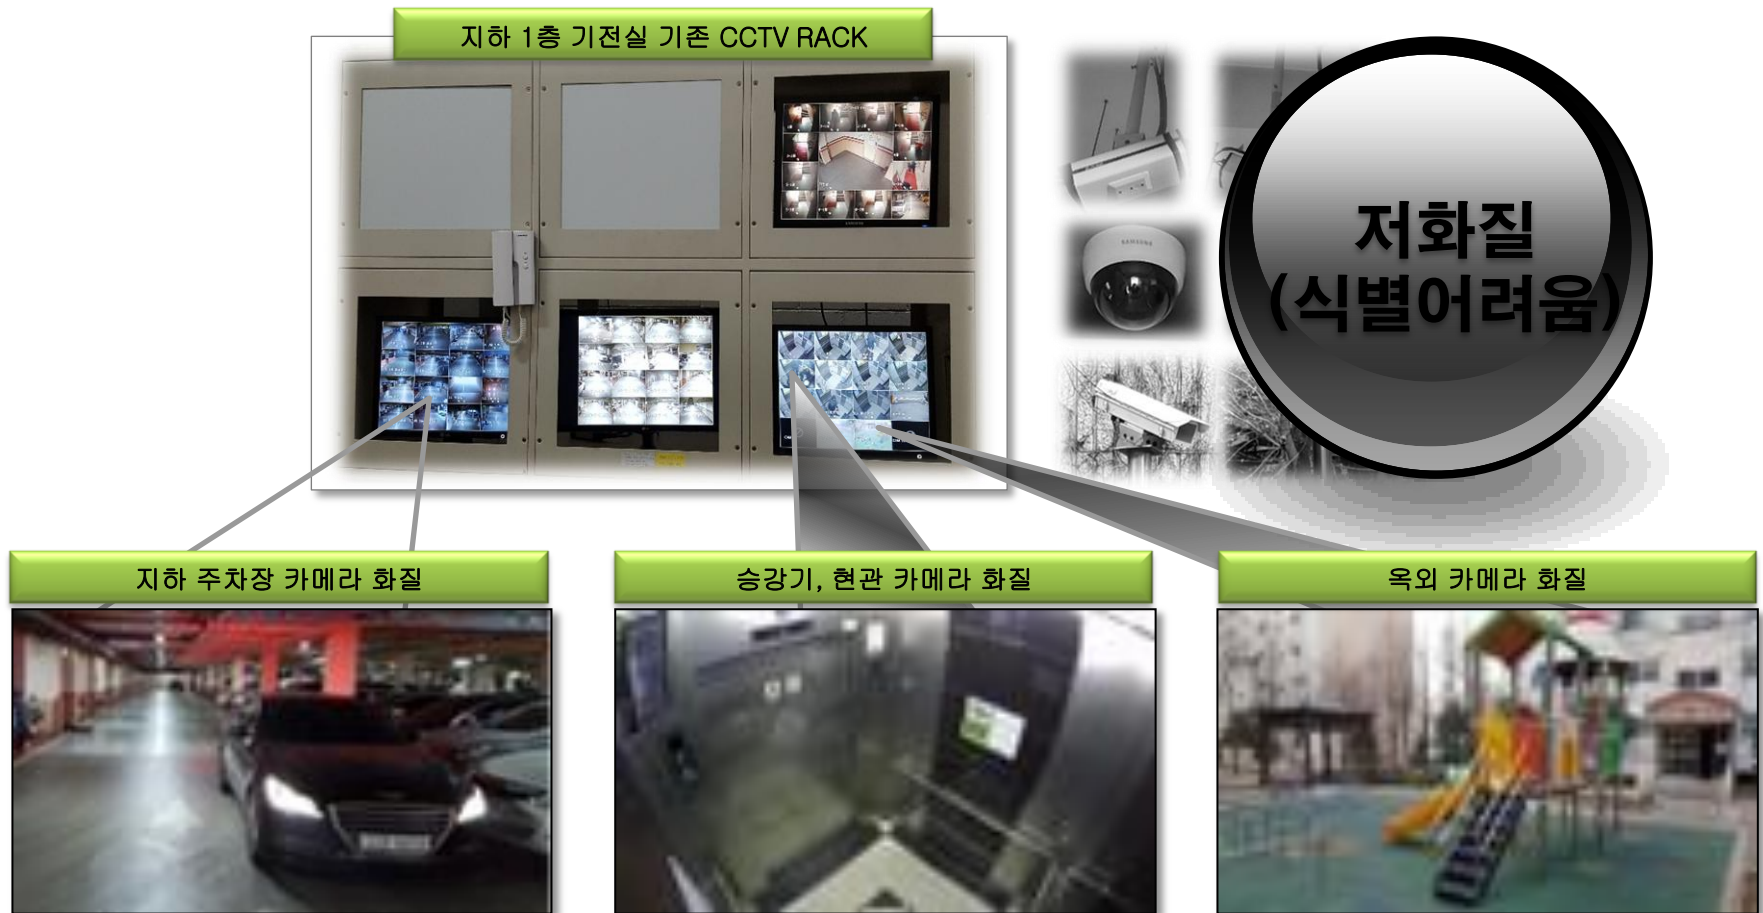 지하 1층 기전실 기존 CCTV RACK
SAMSUNG
저화질
(식별어려움)
지하 주차장 카메라 화질
승강기, 현관 카메라 화질
옥외 카메라 화질